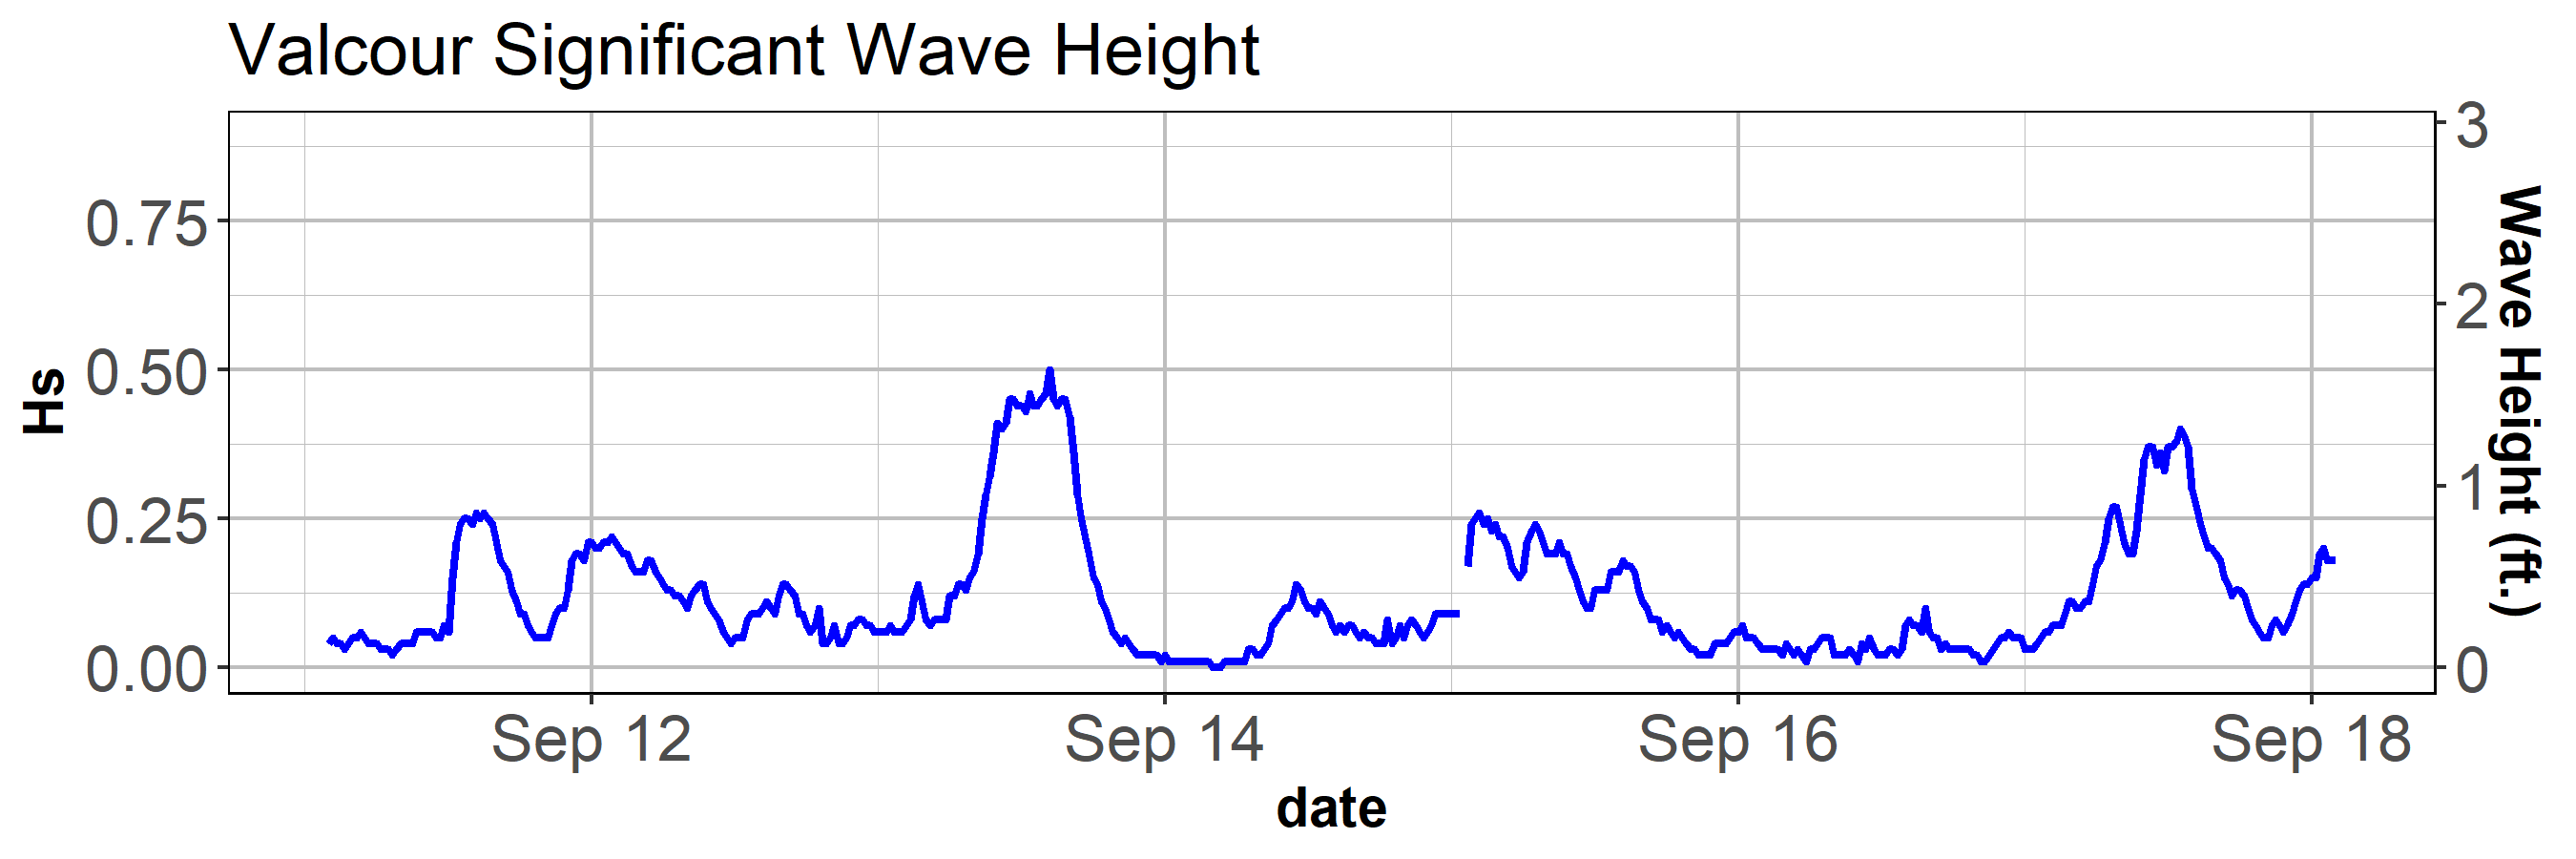 Valcour Significant Wave Height
Hs
0.75
0.50
0.25
0.00
3
2
1
0
Wave Height (ft.)
Sep 12
Sep 14
Sep 16
Sep 18
date